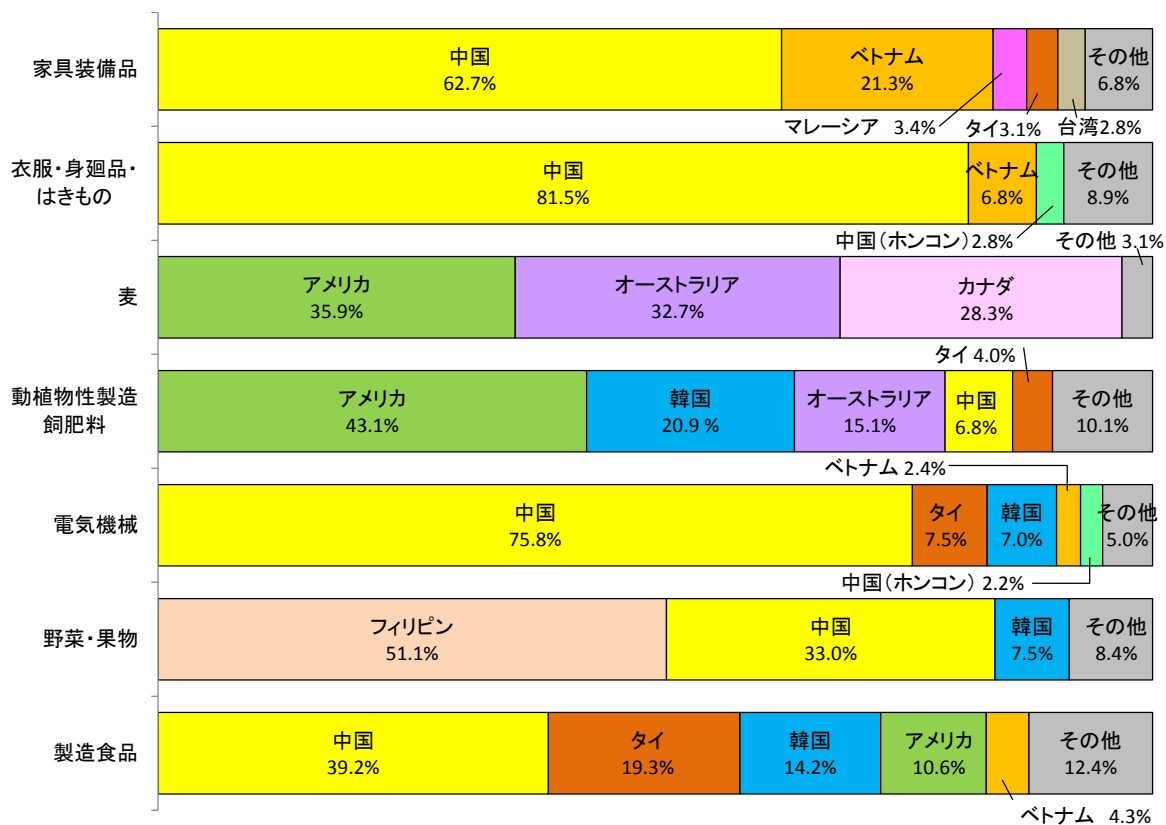 家具装備品
中国
62.7%
ベトナム
21.3%
その他
6.8%
マレーシア 3.4%
タイ3.1%
台湾2.8%
衣服・身廻品・
はきもの
中国
81.5%
ベトナム
6.8%
その他
8.9%
中国(ホンコン)2.8%
その他 3.1%
麦
アメリカ
35.9%
オーストラリア
32.7%
カナダ
28.3%
タイ 4.0%
動植物性製造
飼肥料
アメリカ
43.1%
韓国
20.9 %
オーストラリア
15.1%
中国
6.8%
その他
10.1%
ベトナム 2.4%
電気機械
中国
75.8%
タイ
7.5%
韓国
7.0%
その他
5.0%
中国(ホンコン) 2.2%
野菜・果物
フィリピン
51.1%
中国
33.0%
韓国
7.5%
その他
8.4%
製造食品
中国
39.2%
タイ
19.3%
韓国
14.2%
アメリカ
10.6%
その他
12.4%
ベトナム 4.3%